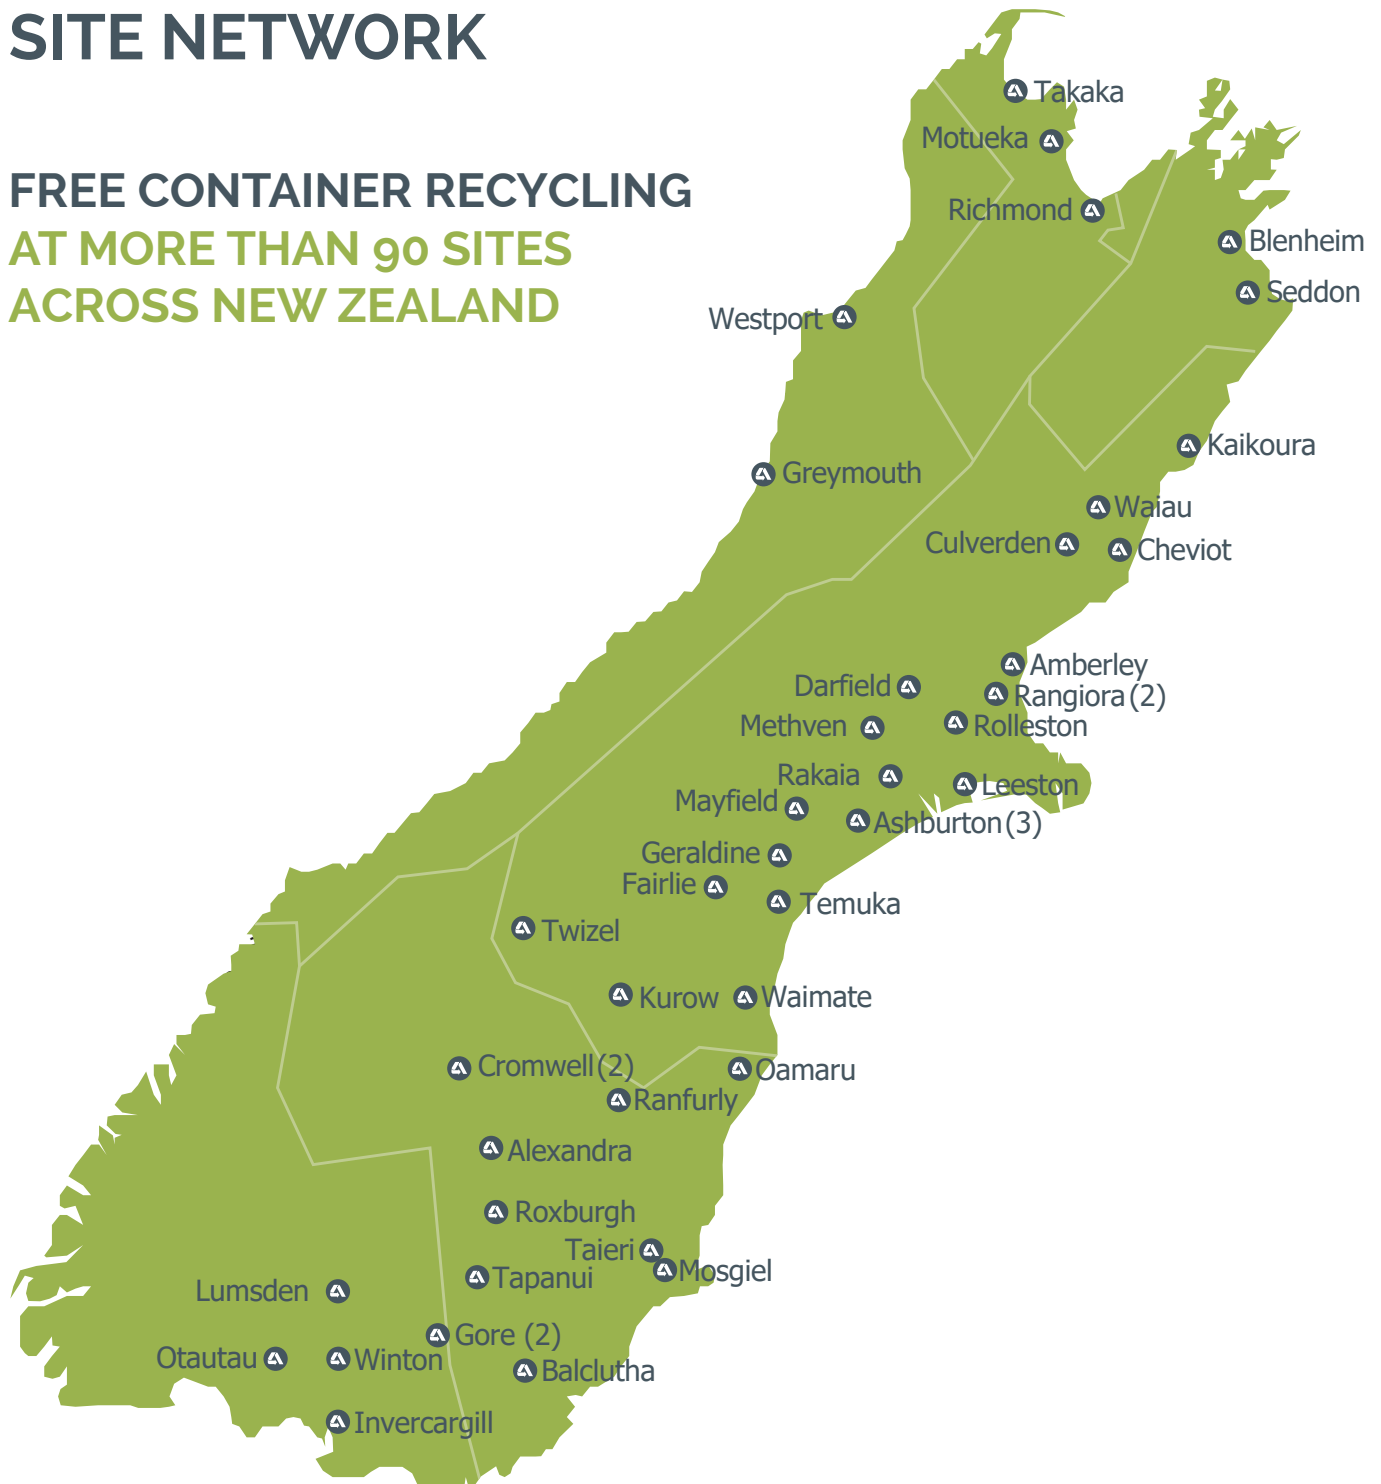 SITE NETWORK
FREE CONTAINER RECYCLING
AT MORE THAN 90 SITES
ACROSS NEW ZEALAND
Takaka
Motueka
Richmond
Blenheim
Seddon
Westport
Kaikoura
Greymouth
Waiau
Culverden
Cheviot
Amberley
Darfield
Rangiora (2)
Methven
Rolleston
Rakaia
Leeston
Mayfield
Ashburton (3)
Geraldine
Fairlie
Temuka
Twizel
Kurow
Waimate
Cromwell (2)
Oamaru
Ranfurly
Alexandra
Roxburgh
Taieri
Mosgiel
Tapanui
Lumsden
Gore (2)
Otautau
Winton
Balclutha
Invercargill